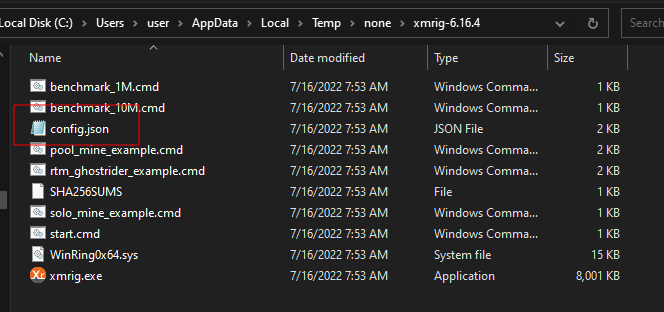 Local Disk (C:) > Users > user > AppData > Local > Temp > none > xmrig-6.16.4 Search
Name Date modified Type Size
benchmark_1M.cmd 7/16/2022 7:53 AM Windows Comma... 1 KB
benchmark_10M.cmd 7/16/2022 7:53 AM Windows Comma... 1 KB
config.json 7/16/2022 7:53 AM JSON File 2 KB
pool_mine_example.cmd 7/16/2022 7:53 AM Windows Comma... 2 KB
rtm_ghostrider_example.cmd 7/16/2022 7:53 AM Windows Comma... 2 KB
SHA256SUMS 7/16/2022 7:53 AM File 1 KB
solo_mine_example.cmd 7/16/2022 7:53 AM Windows Comma... 1 KB
start.cmd 7/16/2022 7:53 AM Windows Comma... 1 KB
WinRing0x64.sys 7/16/2022 7:53 AM System file 15 KB
xmrig.exe 7/16/2022 7:53 AM Application 8,001 KB